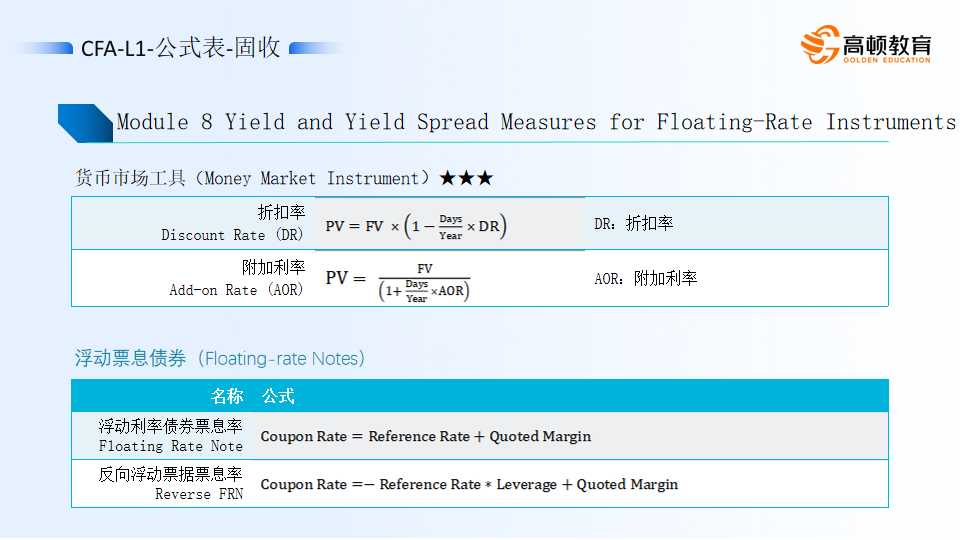 CFA-L1-公式表-固收
高顿教育
GOLDEN EDUCATION
Module 8 Yield and Yield Spread Measures for Floating-Rate Instruments
货币市场工具（Money Market Instrument）★★★
折扣率
Discount Rate (DR)
PV = FV × (1 − Days/Year × DR)
DR：折扣率
附加利率
Add-on Rate (AOR)
PV = FV/(1+Days/Year×AOR)
AOR：附加利率
浮动票息债券（Floating-rate Notes）
名称 公式
浮动利率债券票息率
Floating Rate Note
Coupon Rate = Reference Rate + Quoted Margin
反向浮动票据票息率
Reverse FRN
Coupon Rate =− Reference Rate ∗ Leverage + Quoted Margin